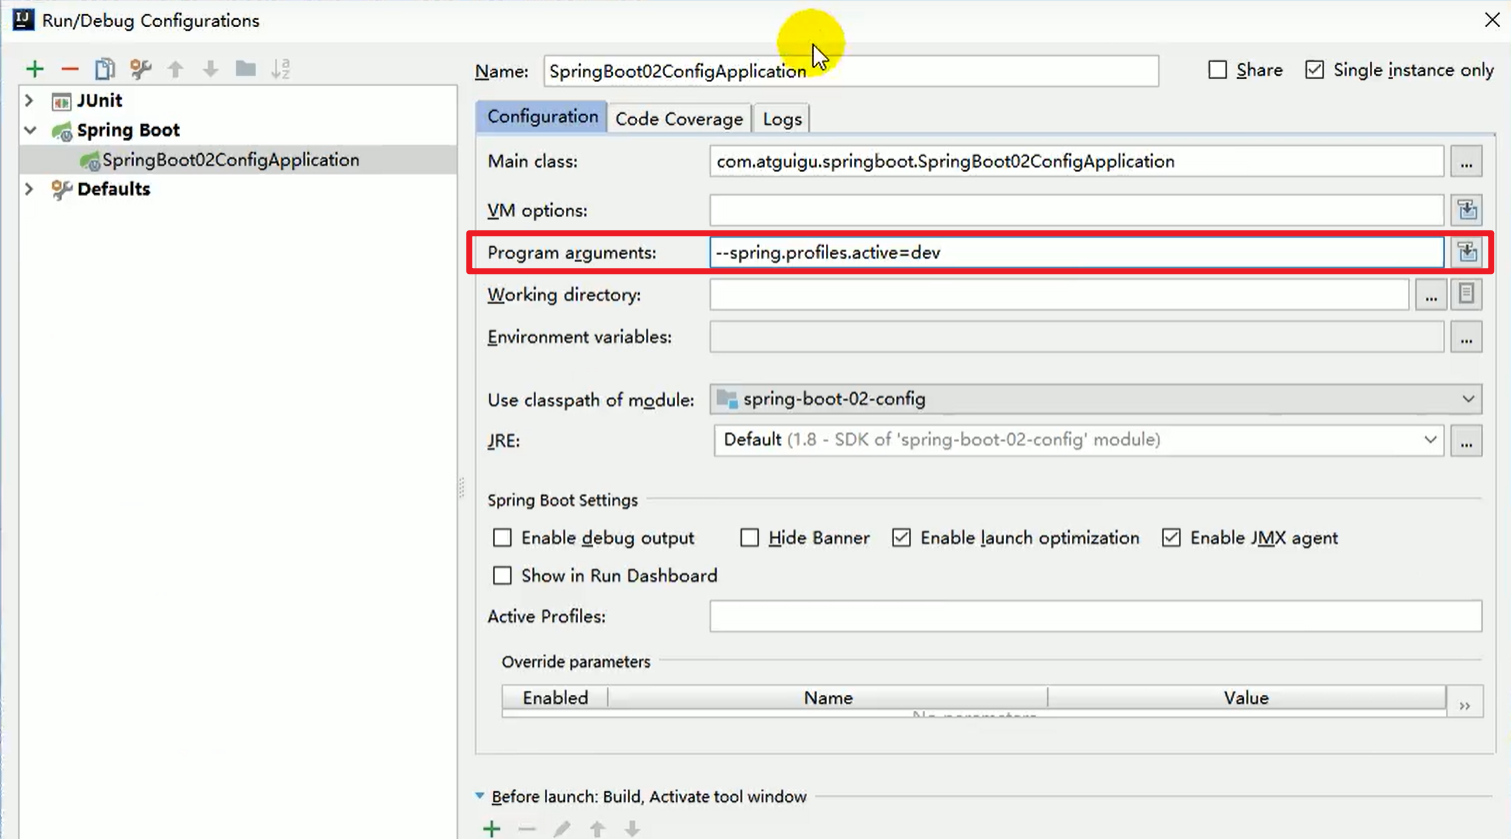 Run/Debug Configurations
Name: SpringBoot02ConfigApplication Share Single instance only
JUnit
Spring Boot
SpringBoot02ConfigApplication
Defaults
Configuration Code Coverage Logs
Main class: com.atguigu.springboot.SpringBoot02ConfigApplication ...
VM options:
Program arguments: --spring.profiles.active=dev
Working directory: ...
Environment variables: ...
Use classpath of module: spring-boot-02-config
JRE: Default (1.8 - SDK of 'spring-boot-02-config' module) ...
Spring Boot Settings
Enable debug output Hide Banner Enable launch optimization Enable JMX agent
Show in Run Dashboard
Active Profiles:
Override parameters
Enabled Name Value
No parameters
Before launch: Build, Activate tool window